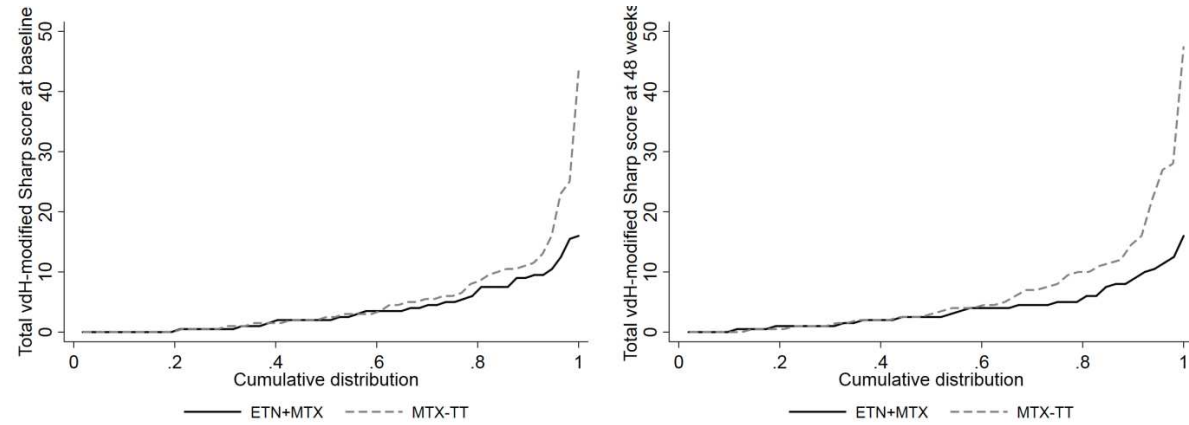 Total vdH-modified Sharp score at baseline
50
40
30
20
10
0
0 .2 .4 .6 .8 1
Cumulative distribution
ETN+MTX MTX-TT
Total vdH-modified Sharp score at 48 weeks
50
40
30
20
10
0
0 .2 .4 .6 .8 1
Cumulative distribution
ETN+MTX MTX-TT